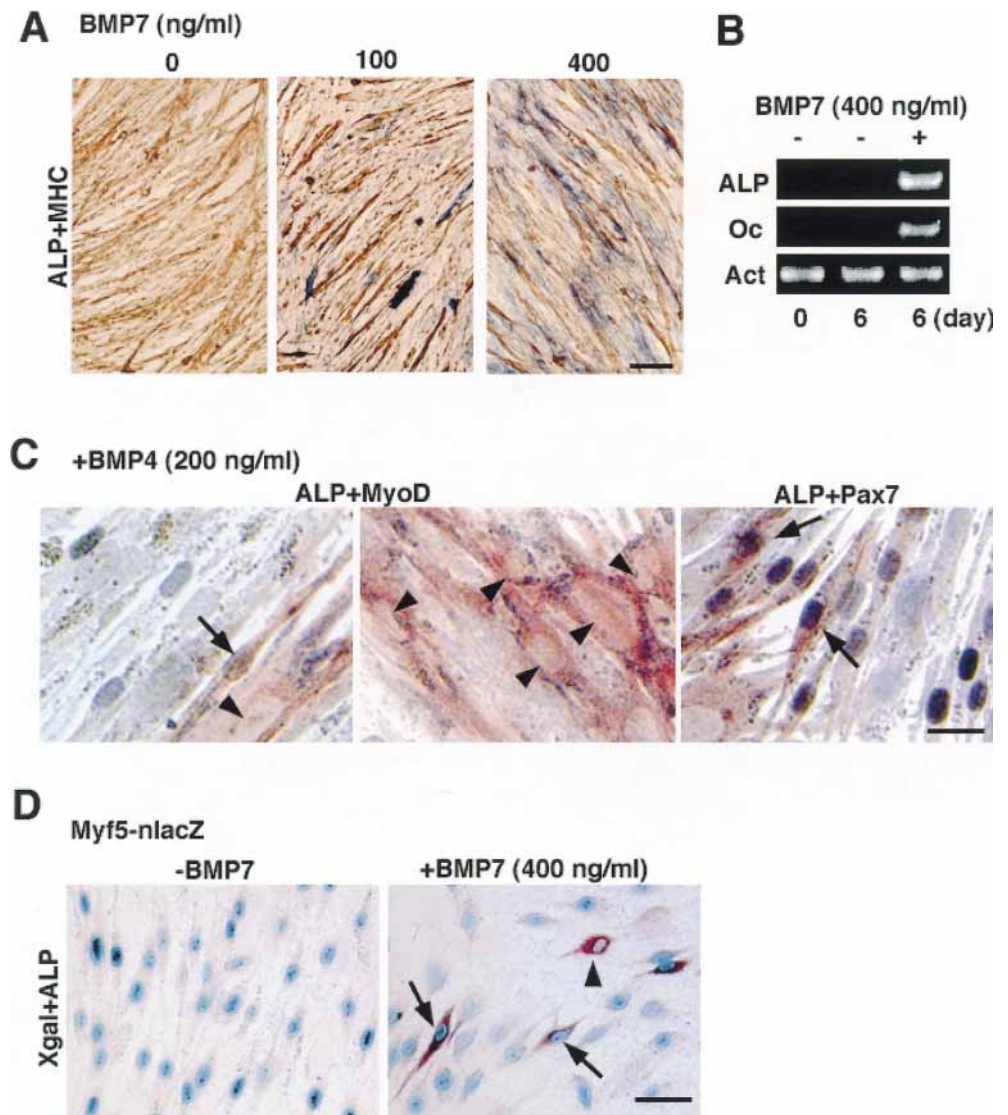 A
BMP7 (ng/ml)
0 100 400
ALP+MHC
B
BMP7 (400 ng/ml)
- - +
ALP
Oc
Act
0 6 6 (day)
C
+BMP4 (200 ng/ml)
ALP+MyoD ALP+Pax7
D
Myf5-nlacZ
-BMP7 +BMP7 (400 ng/ml)
Xgal+ALP